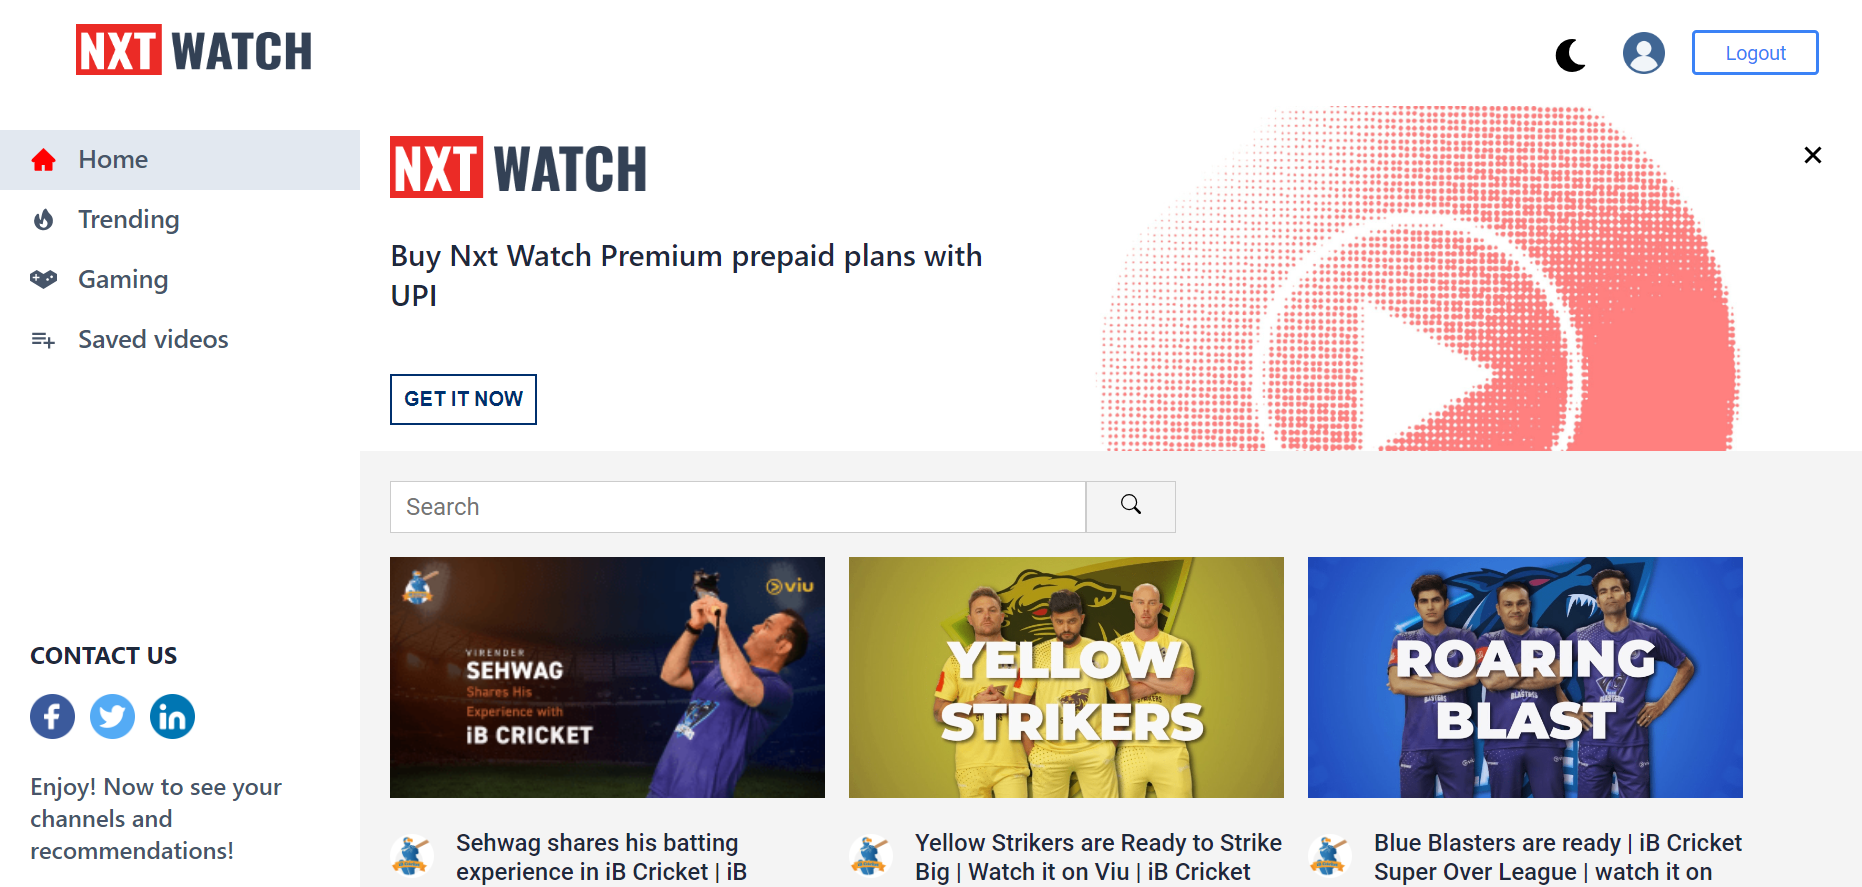 NXT WATCH
Logout
Home
Trending
Gaming
Saved videos
CONTACT US
Enjoy! Now to see your
channels and
recommendations!
NXT WATCH
Buy Nxt Watch Premium prepaid plans with
UPI
GET IT NOW
Search
viu
VIRENDER
SEHWAG
Shares His
Experience with
iB CRICKET
YELLOW
STRIKERS
ROARING
BLAST
Sehwag shares his batting
experience in iB Cricket | iB
Yellow Strikers are Ready to Strike
Big | Watch it on Viu | iB Cricket
Blue Blasters are ready | iB Cricket
Super Over League | watch it on